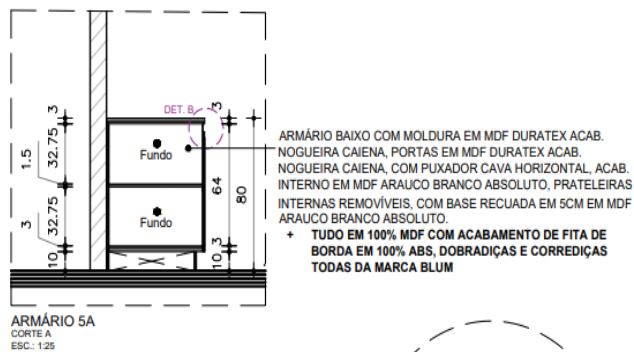 DET. B
3
3
32.75
Fundo
1.5
64
80
32.75
Fundo
3
3
10
10
ARMÁRIO BAIXO COM MOLDURA EM MDF DURATEX ACAB.
NOGUEIRA CAIENA, PORTAS EM MDF DURATEX ACAB.
NOGUEIRA CAIENA, COM PUXADOR CAVA HORIZONTAL, ACAB.
INTERNO EM MDF ARAUCO BRANCO ABSOLUTO, PRATELEIRAS
INTERNAS REMOVÍVEIS, COM BASE RECUADA EM 5CM EM MDF
ARAUCO BRANCO ABSOLUTO.
+ TUDO EM 100% MDF COM ACABAMENTO DE FITA DE
BORDA EM 100% ABS, DOBRADIÇAS E CORREDIÇAS
TODAS DA MARCA BLUM
ARMÁRIO 5A
CORTE A
ESC.: 1:25